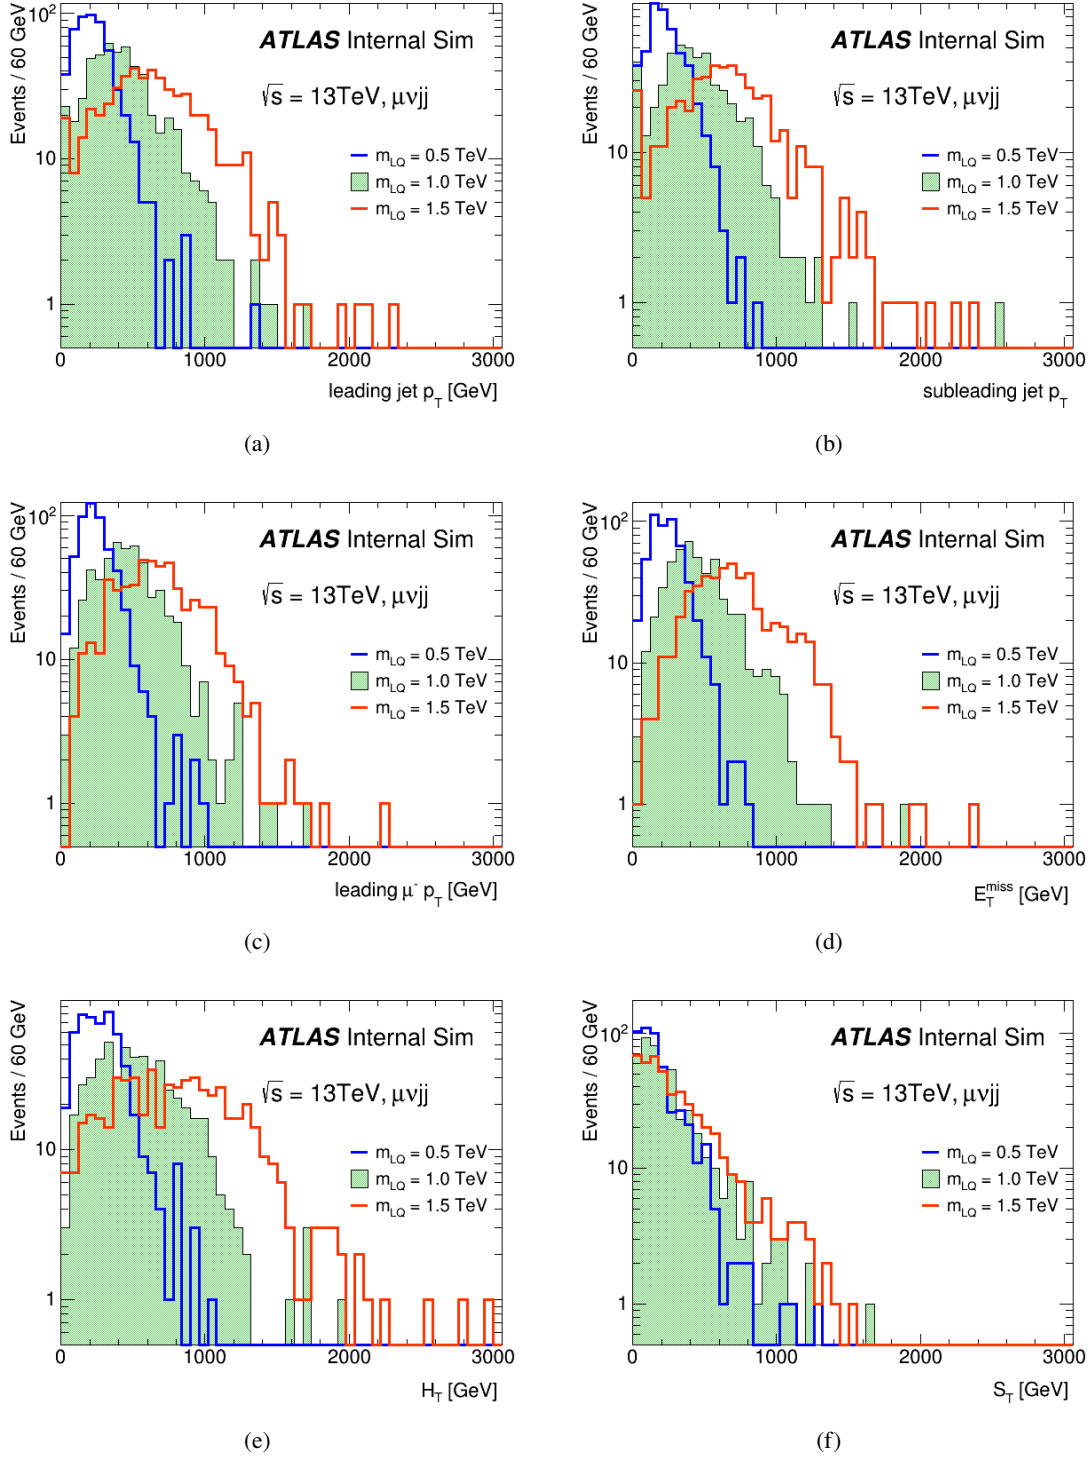 Events / 60 GeV
10²
10
1
ATLAS Internal Sim
√s = 13TeV, μνjj
m_LQ = 0.5 TeV
m_LQ = 1.0 TeV
m_LQ = 1.5 TeV
0 1000 2000 3000
leading jet p_T [GeV]
(a)
Events / 60 GeV
10
1
ATLAS Internal Sim
√s = 13TeV, μνjj
m_LQ = 0.5 TeV
m_LQ = 1.0 TeV
m_LQ = 1.5 TeV
0 1000 2000 3000
subleading jet p_T
(b)
Events / 60 GeV
10²
10
1
ATLAS Internal Sim
√s = 13TeV, μνjj
m_LQ = 0.5 TeV
m_LQ = 1.0 TeV
m_LQ = 1.5 TeV
0 1000 2000 3000
leading μ⁻ p_T [GeV]
(c)
Events / 60 GeV
10²
10
1
ATLAS Internal Sim
√s = 13TeV, μνjj
m_LQ = 0.5 TeV
m_LQ = 1.0 TeV
m_LQ = 1.5 TeV
0 1000 2000 3000
E_T^miss [GeV]
(d)
Events / 60 GeV
10
1
ATLAS Internal Sim
√s = 13TeV, μνjj
m_LQ = 0.5 TeV
m_LQ = 1.0 TeV
m_LQ = 1.5 TeV
0 1000 2000 3000
H_T [GeV]
(e)
Events / 60 GeV
10²
10
1
ATLAS Internal Sim
√s = 13TeV, μνjj
m_LQ = 0.5 TeV
m_LQ = 1.0 TeV
m_LQ = 1.5 TeV
0 1000 2000 3000
S_T [GeV]
(f)